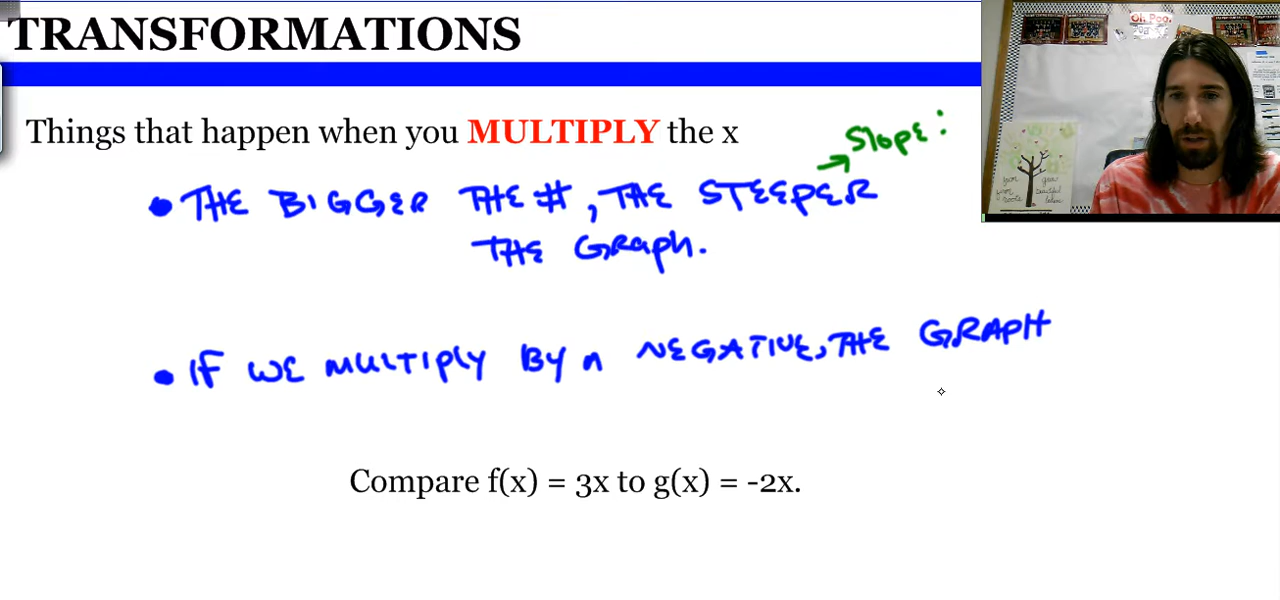 TRANSFORMATIONS
Things that happen when you MULTIPLY the x
Slope:
• THE BIGGER THE #, THE STEEPER
THE GRAPH.
• IF WE MULTIPLY BY A NEGATIVE, THE GRAPH
Compare f(x) = 3x to g(x) = -2x.